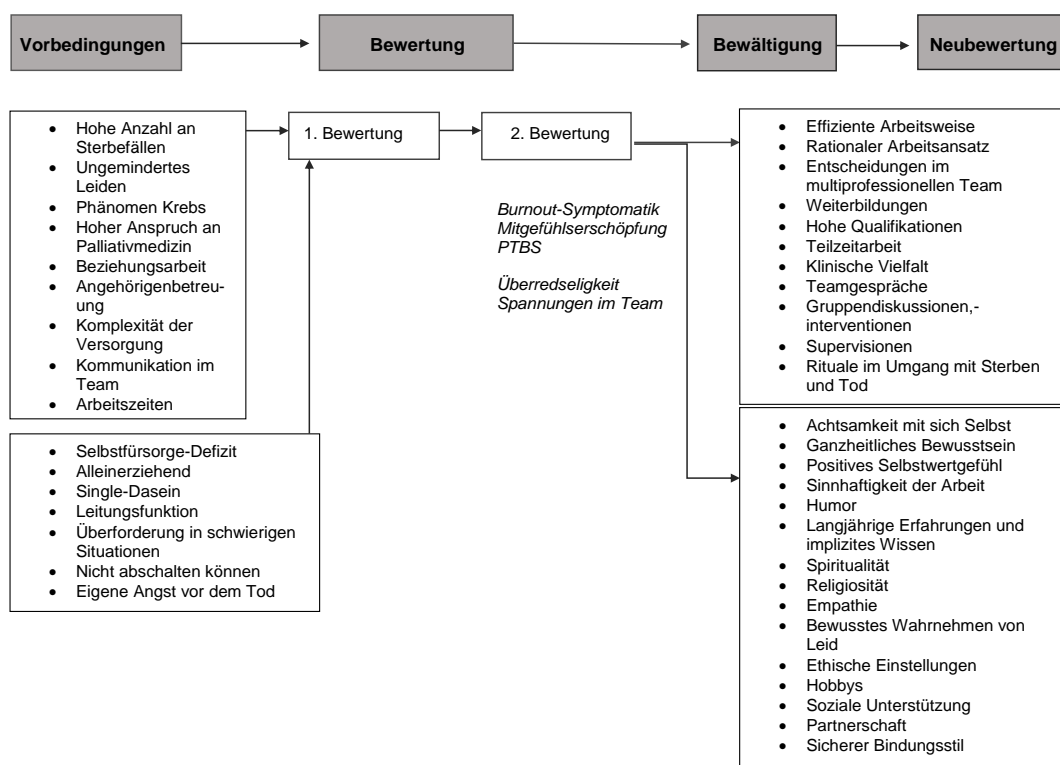 Vorbedingungen
Bewertung
Bewältigung
Neubewertung
• Hohe Anzahl an
Sterbefällen
• Ungemindertes
Leiden
• Phänomen Krebs
• Hoher Anspruch an
Palliativmedizin
• Beziehungsarbeit
• Angehörigenbetreu-
ung
• Komplexität der
Versorgung
• Kommunikation im
Team
• Arbeitszeiten
• Selbstfürsorge-Defizit
• Alleinerziehend
• Single-Dasein
• Leitungsfunktion
• Überforderung in schwierigen
Situationen
• Nicht abschalten können
• Eigene Angst vor dem Tod
1. Bewertung
2. Bewertung
Burnout-Symptomatik
Mitgefühlserschöpfung
PTBS
Überredseligkeit
Spannungen im Team
• Effiziente Arbeitsweise
• Rationaler Arbeitsansatz
• Entscheidungen im
multiprofessionellen Team
• Weiterbildungen
• Hohe Qualifikationen
• Teilzeitarbeit
• Klinische Vielfalt
• Teamgespräche
• Gruppendiskussionen,-
interventionen
• Supervisionen
• Rituale im Umgang mit Sterben
und Tod
• Achtsamkeit mit sich Selbst
• Ganzheitliches Bewusstsein
• Positives Selbstwertgefühl
• Sinnhaftigkeit der Arbeit
• Humor
• Langjährige Erfahrungen und
implizites Wissen
• Spiritualität
• Religiosität
• Empathie
• Bewusstes Wahrnehmen von
Leid
• Ethische Einstellungen
• Hobbys
• Soziale Unterstützung
• Partnerschaft
• Sicherer Bindungsstil